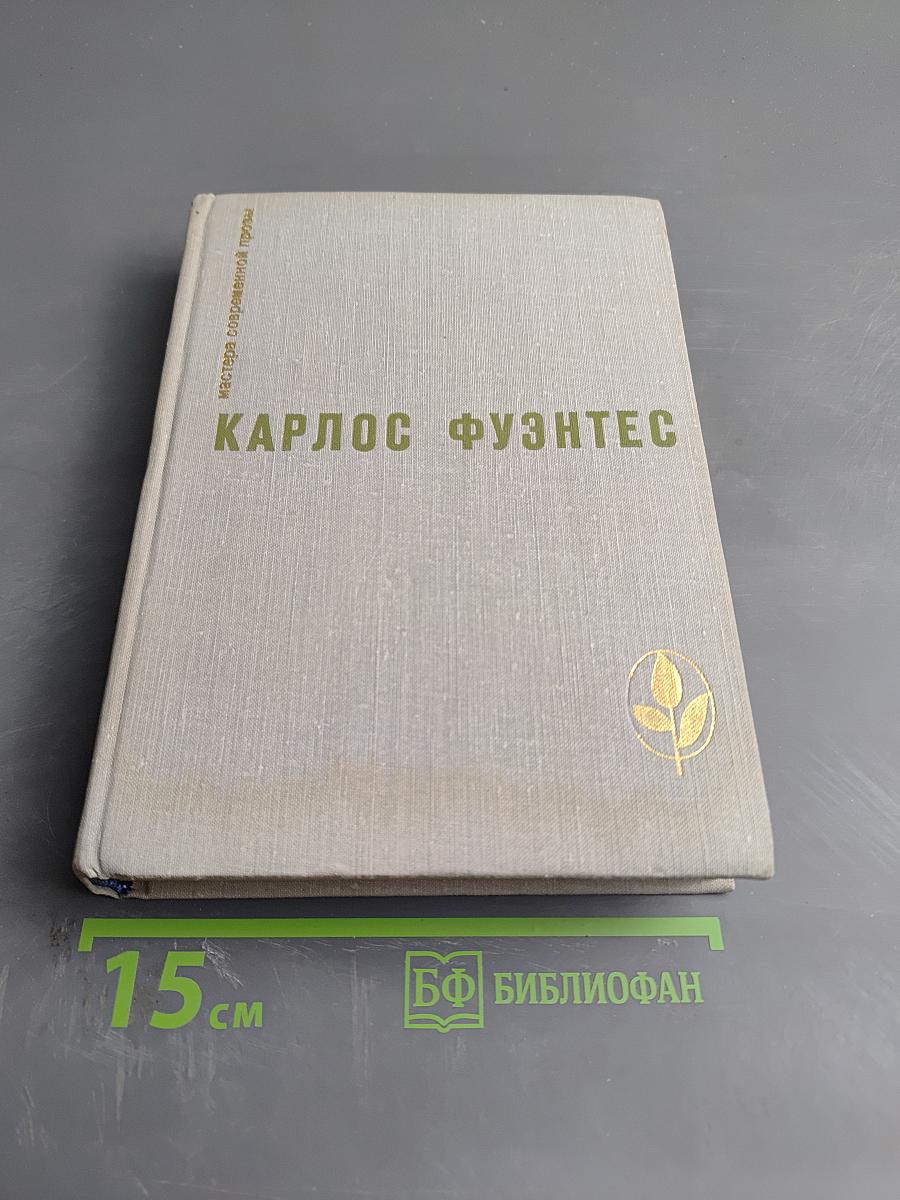 мастера современной прозы
КАРЛОС ФУЭНТЕС
15 см
БФ БИБЛИОФАН